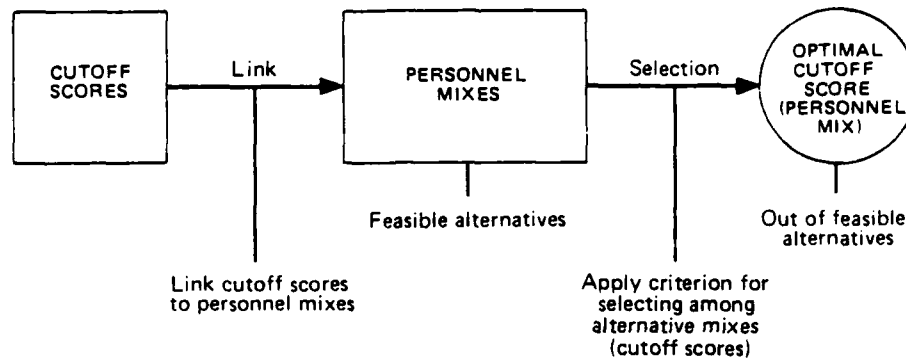 CUTOFF
SCORES
Link
PERSONNEL
MIXES
Selection
OPTIMAL
CUTOFF
SCORE
(PERSONNEL
MIX)
Feasible alternatives
Out of feasible
alternatives
Link cutoff scores
to personnel mixes
Apply criterion for
selecting among
alternative mixes
(cutoff scores)